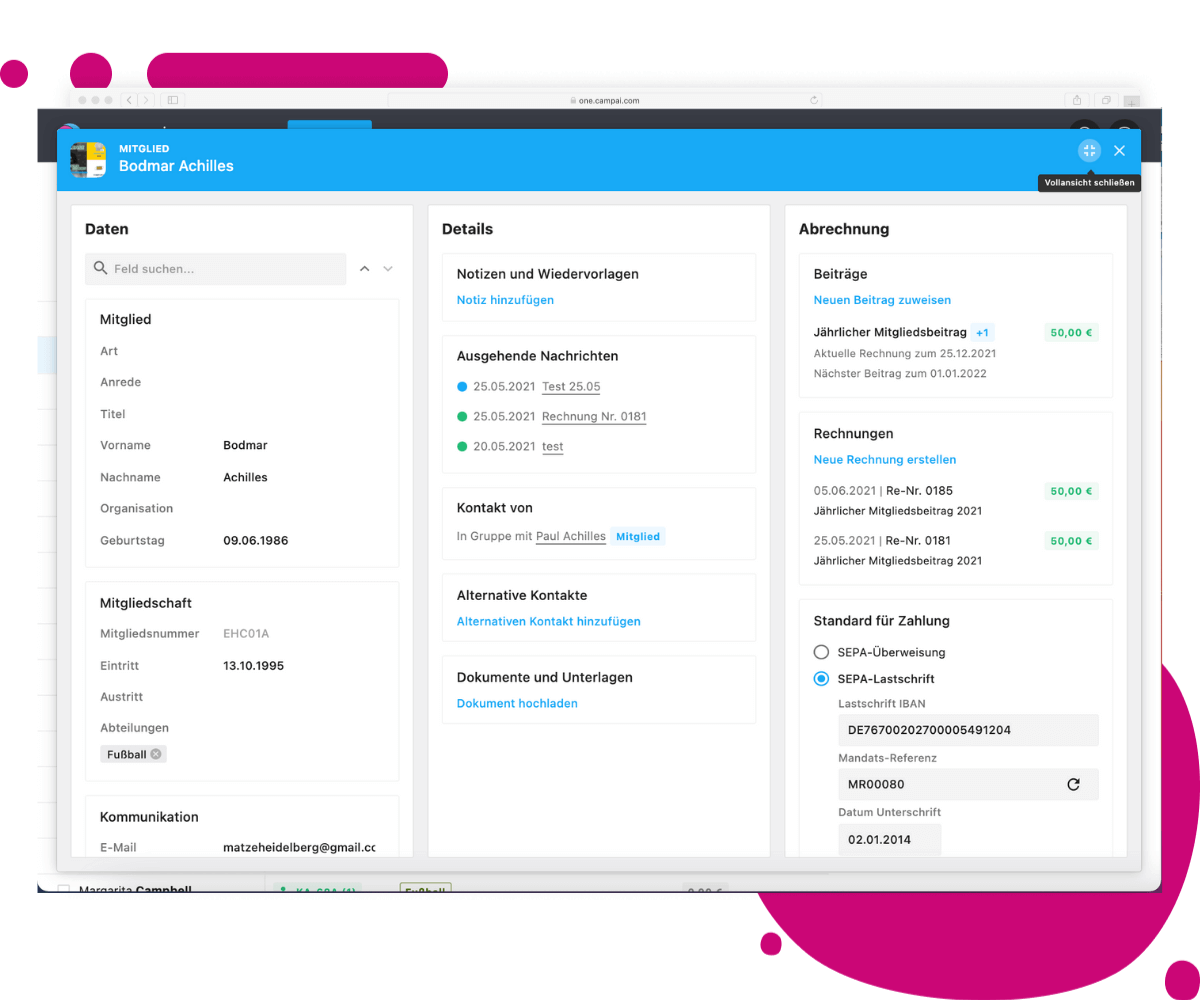 one.campai.com
MITGLIED
Bodmar Achilles
Vollansicht schließen
Daten
Feld suchen...
Mitglied
Art
Anrede
Titel
Vorname Bodmar
Nachname Achilles
Organisation
Geburtstag 09.06.1986
Mitgliedschaft
Mitgliedsnummer EHC01A
Eintritt 13.10.1995
Austritt
Abteilungen
Fußball
Kommunikation
E-Mail matzeheidelberg@gmail.cc
Details
Notizen und Wiedervorlagen
Notiz hinzufügen
Ausgehende Nachrichten
25.05.2021 Test 25.05
25.05.2021 Rechnung Nr. 0181
20.05.2021 test
Kontakt von
In Gruppe mit Paul Achilles Mitglied
Alternative Kontakte
Alternativen Kontakt hinzufügen
Dokumente und Unterlagen
Dokument hochladen
Abrechnung
Beiträge
Neuen Beitrag zuweisen
Jährlicher Mitgliedsbeitrag +1 50,00 €
Aktuelle Rechnung zum 25.12.2021
Nächster Beitrag zum 01.01.2022
Rechnungen
Neue Rechnung erstellen
05.06.2021 | Re-Nr. 0185 50,00 €
Jährlicher Mitgliedsbeitrag 2021
25.05.2021 | Re-Nr. 0181 50,00 €
Jährlicher Mitgliedsbeitrag 2021
Standard für Zahlung
SEPA-Überweisung
SEPA-Lastschrift
Lastschrift IBAN
DE76700202700005491204
Mandats-Referenz
MR00080
Datum Unterschrift
02.01.2014
Margarita Campbell Fußball